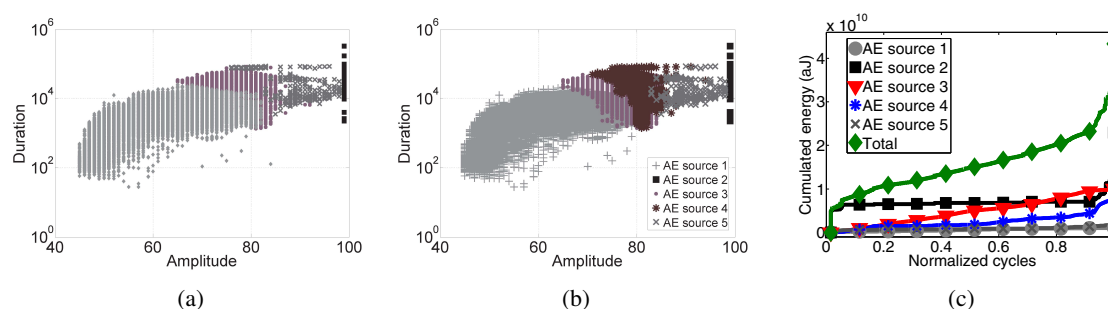 10^6
10^4
10^2
10^0
Duration
40
60
80
100
Amplitude
(a)
10^6
10^4
10^2
10^0
Duration
40
60
80
100
Amplitude
AE source 1
AE source 2
AE source 3
AE source 4
AE source 5
(b)
x 10^10
4
3
2
1
0
Cumulated energy (aJ)
0
0.2
0.4
0.6
0.8
Normalized cycles
AE source 1
AE source 2
AE source 3
AE source 4
AE source 5
Total
(c)